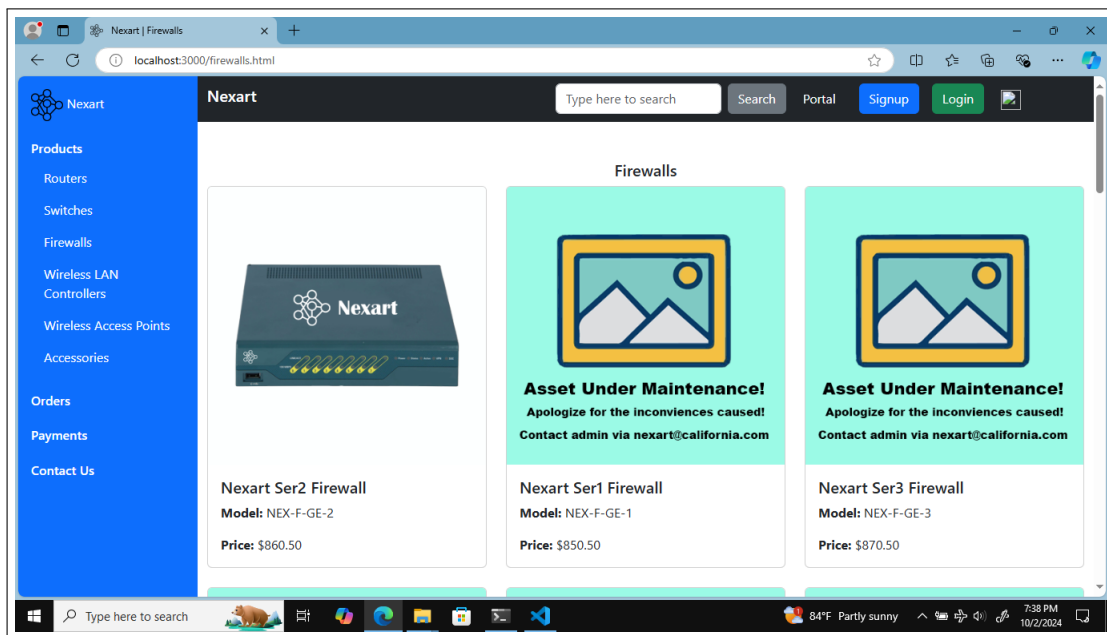 Nexart | Firewalls
localhost:3000/firewalls.html
Nexart
Products
Routers
Switches
Firewalls
Wireless LAN
Controllers
Wireless Access Points
Accessories
Orders
Payments
Contact Us
Nexart
Type here to search
Search
Portal
Signup
Login
Firewalls
Nexart
Nexart Ser2 Firewall
Model: NEX-F-GE-2
Price: $860.50
Asset Under Maintenance!
Apologize for the inconviences caused!
Contact admin via nexart@california.com
Nexart Ser1 Firewall
Model: NEX-F-GE-1
Price: $850.50
Asset Under Maintenance!
Apologize for the inconviences caused!
Contact admin via nexart@california.com
Nexart Ser3 Firewall
Model: NEX-F-GE-3
Price: $870.50
Type here to search
84°F Partly sunny
7:38 PM
10/2/2024